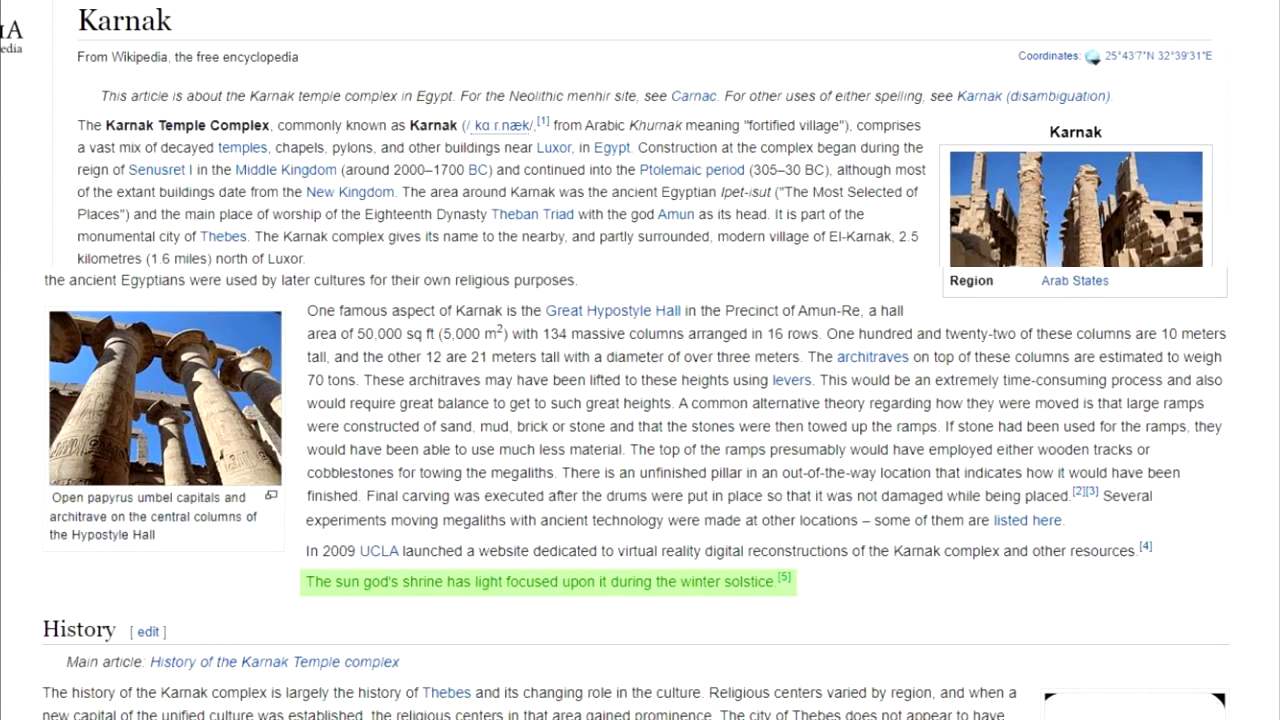 Karnak
From Wikipedia, the free encyclopedia
Coordinates: 25°43′7″N 32°39′31″E
This article is about the Karnak temple complex in Egypt. For the Neolithic menhir site, see Carnac. For other uses of either spelling, see Karnak (disambiguation).
The Karnak Temple Complex, commonly known as Karnak (/ˈkɑːr.næk/,[1] from Arabic Khurnak meaning "fortified village"), comprises
a vast mix of decayed temples, chapels, pylons, and other buildings near Luxor, in Egypt. Construction at the complex began during the
reign of Senusret I in the Middle Kingdom (around 2000–1700 BC) and continued into the Ptolemaic period (305–30 BC), although most
of the extant buildings date from the New Kingdom. The area around Karnak was the ancient Egyptian Ipet-isut ("The Most Selected of
Places") and the main place of worship of the Eighteenth Dynasty Theban Triad with the god Amun as its head. It is part of the
monumental city of Thebes. The Karnak complex gives its name to the nearby, and partly surrounded, modern village of El-Karnak, 2.5
kilometres (1.6 miles) north of Luxor.
Karnak
Region Arab States
the ancient Egyptians were used by later cultures for their own religious purposes.
Open papyrus umbel capitals and
architrave on the central columns of
the Hypostyle Hall
One famous aspect of Karnak is the Great Hypostyle Hall in the Precinct of Amun-Re, a hall
area of 50,000 sq ft (5,000 m2) with 134 massive columns arranged in 16 rows. One hundred and twenty-two of these columns are 10 meters
tall, and the other 12 are 21 meters tall with a diameter of over three meters. The architraves on top of these columns are estimated to weigh
70 tons. These architraves may have been lifted to these heights using levers. This would be an extremely time-consuming process and also
would require great balance to get to such great heights. A common alternative theory regarding how they were moved is that large ramps
were constructed of sand, mud, brick or stone and that the stones were then towed up the ramps. If stone had been used for the ramps, they
would have been able to use much less material. The top of the ramps presumably would have employed either wooden tracks or
cobblestones for towing the megaliths. There is an unfinished pillar in an out-of-the-way location that indicates how it would have been
finished. Final carving was executed after the drums were put in place so that it was not damaged while being placed.[2][3] Several
experiments moving megaliths with ancient technology were made at other locations – some of them are listed here.
In 2009 UCLA launched a website dedicated to virtual reality digital reconstructions of the Karnak complex and other resources.[4]
The sun god's shrine has light focused upon it during the winter solstice.[5]
History [ edit ]
Main article: History of the Karnak Temple complex
The history of the Karnak complex is largely the history of Thebes and its changing role in the culture. Religious centers varied by region, and when a
new capital of the unified culture was established, the religious centers in that area gained prominence. The city of Thebes does not appear to have